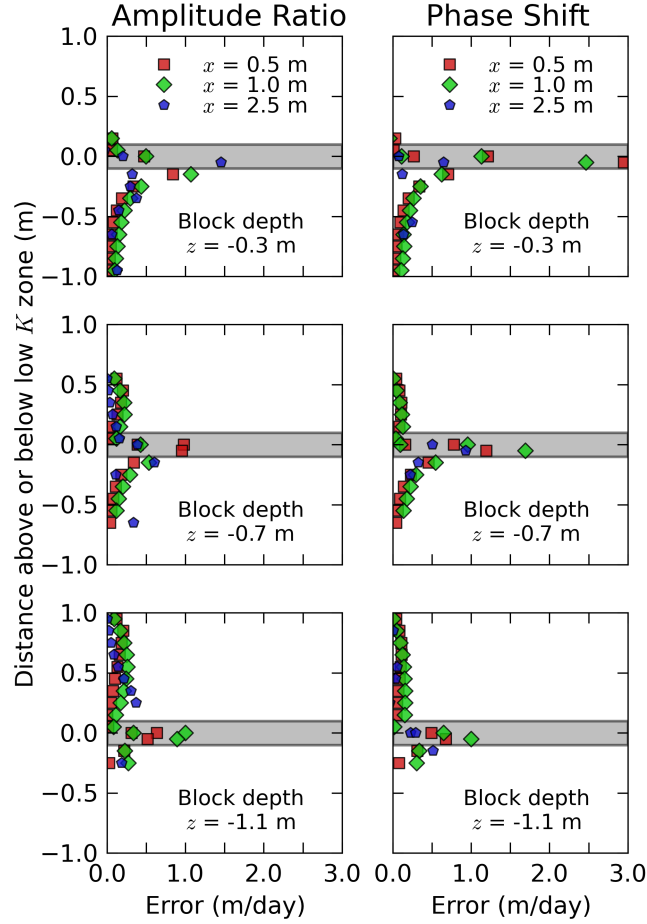 Amplitude Ratio
Phase Shift
Distance above or below low K zone (m)
1.0
0.5
0.0
−0.5
−1.0
x = 0.5 m
x = 1.0 m
x = 2.5 m
Block depth
z = -0.3 m
x = 0.5 m
x = 1.0 m
x = 2.5 m
Block depth
z = -0.3 m
1.0
0.5
0.0
−0.5
−1.0
Block depth
z = -0.7 m
Block depth
z = -0.7 m
1.0
0.5
0.0
−0.5
−1.0
Block depth
z = -1.1 m
Block depth
z = -1.1 m
0.0 1.0 2.0 3.0
0.0 1.0 2.0 3.0
Error (m/day)
Error (m/day)